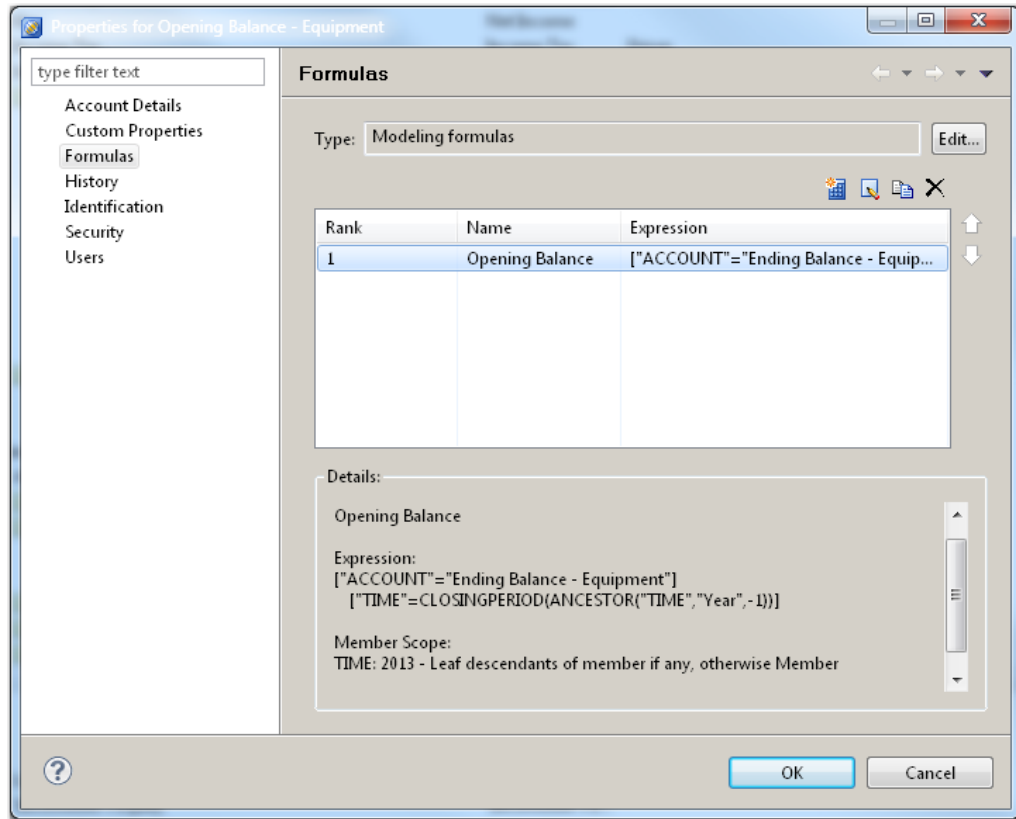 Properties for Opening Balance - Equipment
type filter text
Account Details
Custom Properties
Formulas
History
Identification
Security
Users
Formulas
Type: Modeling formulas Edit...
Rank Name Expression
1 Opening Balance ["ACCOUNT"="Ending Balance - Equip...
Details:
Opening Balance
Expression:
["ACCOUNT"="Ending Balance - Equipment"]
["TIME"=CLOSINGPERIOD(ANCESTOR("TIME","Year",-1))]
Member Scope:
TIME: 2013 - Leaf descendants of member if any, otherwise Member
? OK Cancel